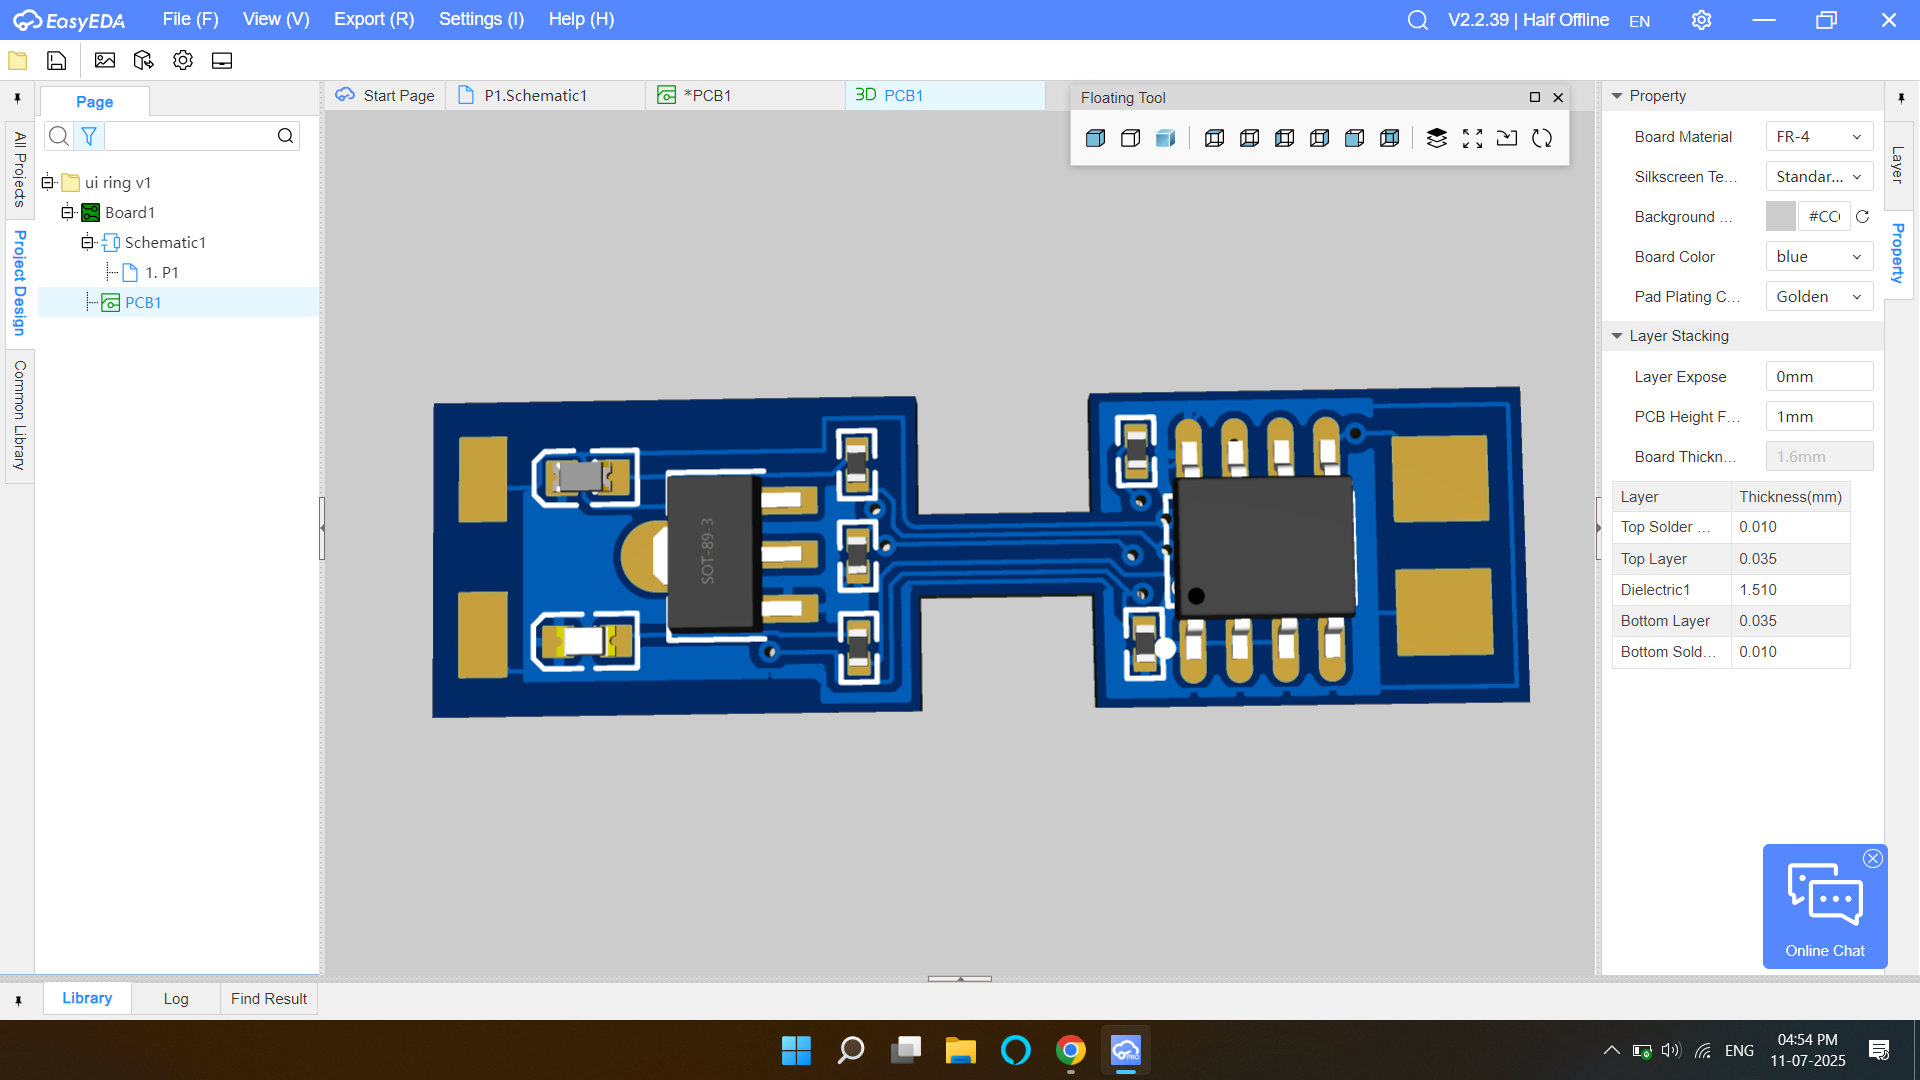 EasyEDA File (F) View (V) Export (R) Settings (I) Help (H) V2.2.39 | Half Offline EN
Page
All Projects
Project Design
Common Library
ui ring v1
Board1
Schematic1
1. P1
PCB1
Start Page P1.Schematic1 *PCB1 3D PCB1
Floating Tool
SOT-89-3
Property
Board Material FR-4
Silkscreen Te... Standar...
Background ... #CC
Board Color blue
Pad Plating C... Golden
Layer Stacking
Layer Expose 0mm
PCB Height F... 1mm
Board Thickn... 1.6mm
Layer Thickness(mm)
Top Solder ... 0.010
Top Layer 0.035
Dielectric1 1.510
Bottom Layer 0.035
Bottom Sold... 0.010
Layer
Property
Online Chat
Library Log Find Result
PRO
ENG
04:54 PM
11-07-2025